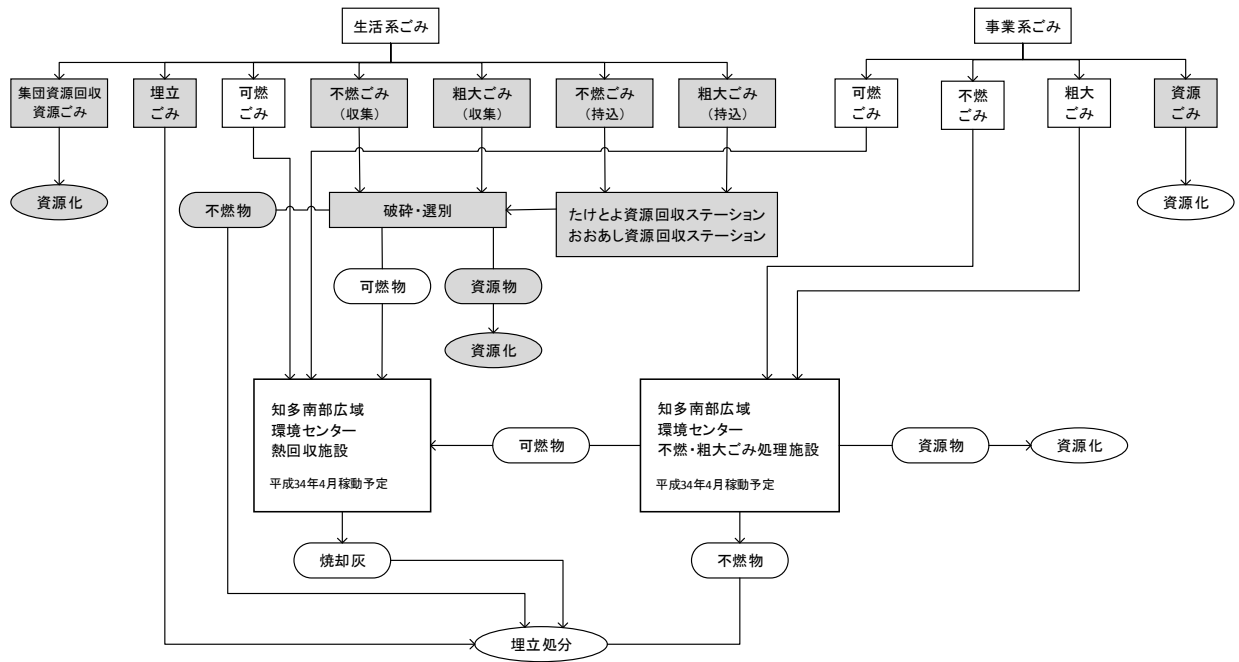 生活系ごみ
事業系ごみ
集団資源回収
資源ごみ
埋立
ごみ
可燃
ごみ
不燃ごみ
（収集）
粗大ごみ
（収集）
不燃ごみ
（持込）
粗大ごみ
（持込）
可燃
ごみ
不燃
ごみ
粗大
ごみ
資源
ごみ
資源化
不燃物
破砕・選別
たけとよ資源回収ステーション
おおあし資源回収ステーション
資源化
可燃物
資源物
資源化
知多南部広域
環境センター
熱回収施設
平成34年4月稼動予定
可燃物
知多南部広域
環境センター
不燃・粗大ごみ処理施設
平成34年4月稼動予定
資源物
資源化
焼却灰
不燃物
埋立処分